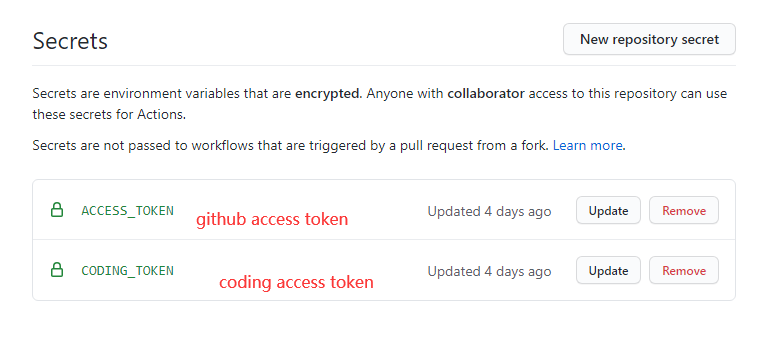 Secrets
New repository secret
Secrets are environment variables that are encrypted. Anyone with collaborator access to this repository can use
these secrets for Actions.
Secrets are not passed to workflows that are triggered by a pull request from a fork. Learn more.
ACCESS_TOKEN
github access token
Updated 4 days ago
Update
Remove
CODING_TOKEN
coding access token
Updated 4 days ago
Update
Remove